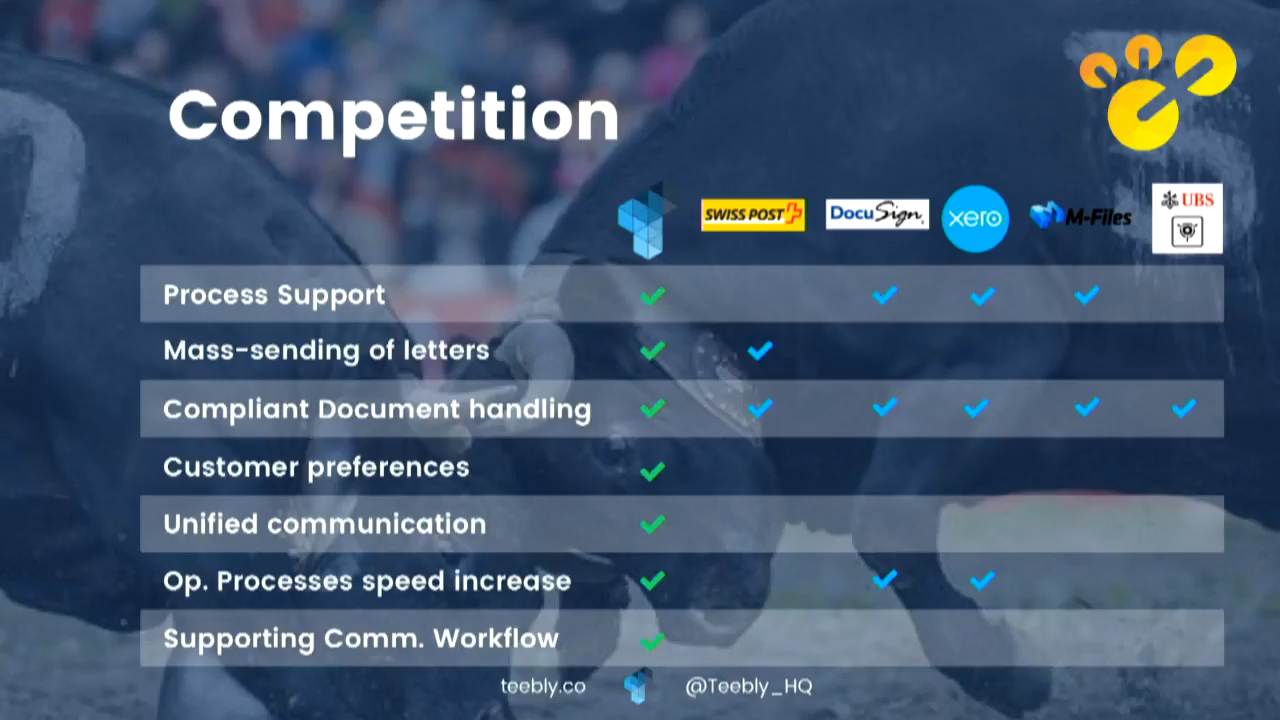 Competition
SWISS POST
DocuSign.
xero
M-Files
UBS
Process Support
Mass-sending of letters
Compliant Document handling
Customer preferences
Unified communication
Op. Processes speed increase
Supporting Comm. Workflow
teebly.co
@Teebly_HQ